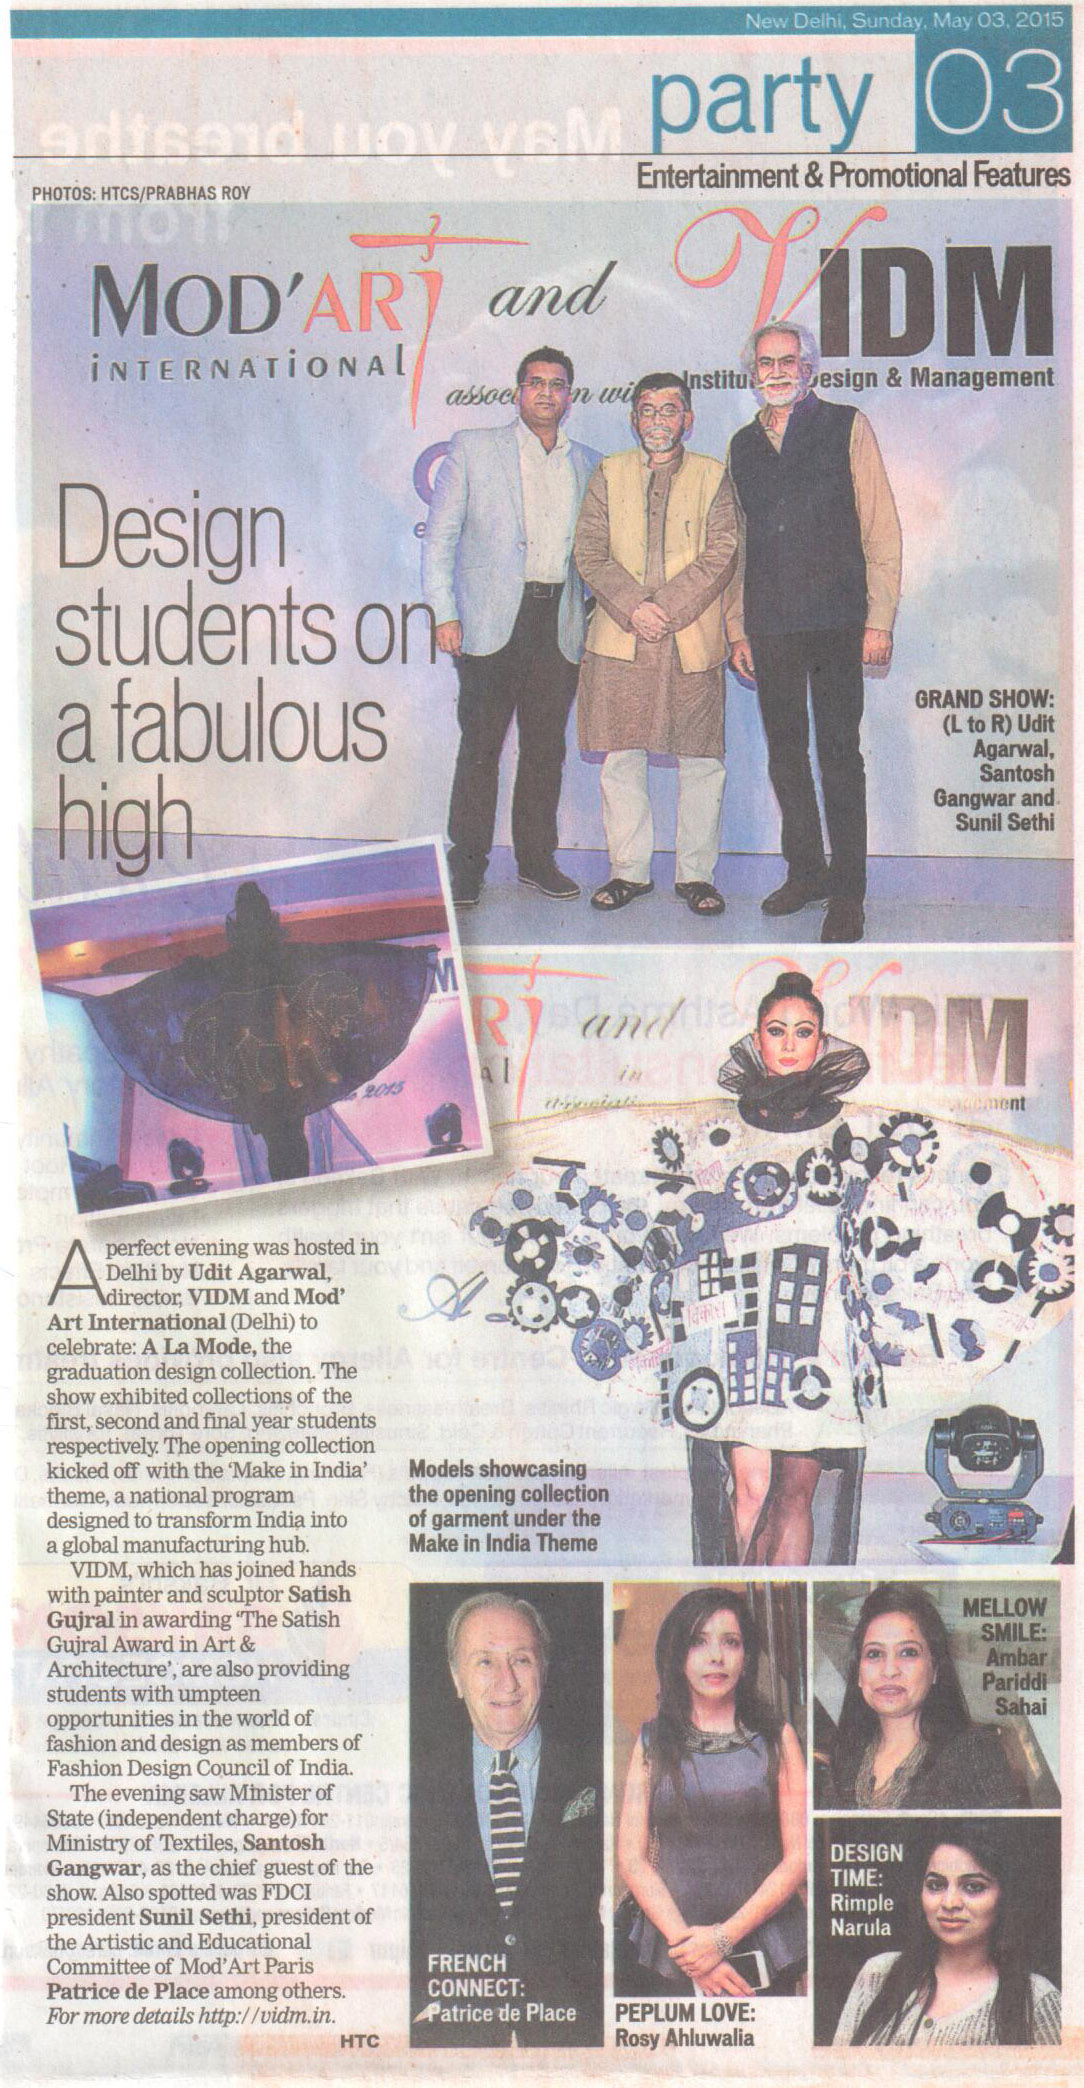 New Delhi, Sunday, May 03, 2015
party 03
Entertainment & Promotional Features
PHOTOS: HTCS/PRABHAS ROY
MOD'ART and VIDM
INTERNATIONAL
Design & Management
Design
students on
a fabulous
high
GRAND SHOW:
(L to R) Udit
Agarwal,
Santosh
Gangwar and
Sunil Sethi
M
2015
RT and VIDM
in
विकास
A perfect evening was hosted in
Delhi by Udit Agarwal,
director, VIDM and Mod'
Art International (Delhi) to
celebrate: A La Mode, the
graduation design collection. The
show exhibited collections of the
first, second and final year students
respectively. The opening collection
kicked off with the 'Make in India'
theme, a national program
designed to transform India into
a global manufacturing hub.
VIDM, which has joined hands
with painter and sculptor Satish
Gujral in awarding 'The Satish
Gujral Award in Art &
Architecture', are also providing
students with umpteen
opportunities in the world of
fashion and design as members of
Fashion Design Council of India.
The evening saw Minister of
State (independent charge) for
Ministry of Textiles, Santosh
Gangwar, as the chief guest of the
show. Also spotted was FDCI
president Sunil Sethi, president of
the Artistic and Educational
Committee of Mod'Art Paris
Patrice de Place among others.
For more details http://vidm.in.
HTC
Models showcasing
the opening collection
of garment under the
Make in India Theme
FRENCH
CONNECT:
Patrice de Place
PEPLUM LOVE:
Rosy Ahluwalia
MELLOW
SMILE:
Ambar
Pariddi
Sahai
DESIGN
TIME:
Rimple
Narula